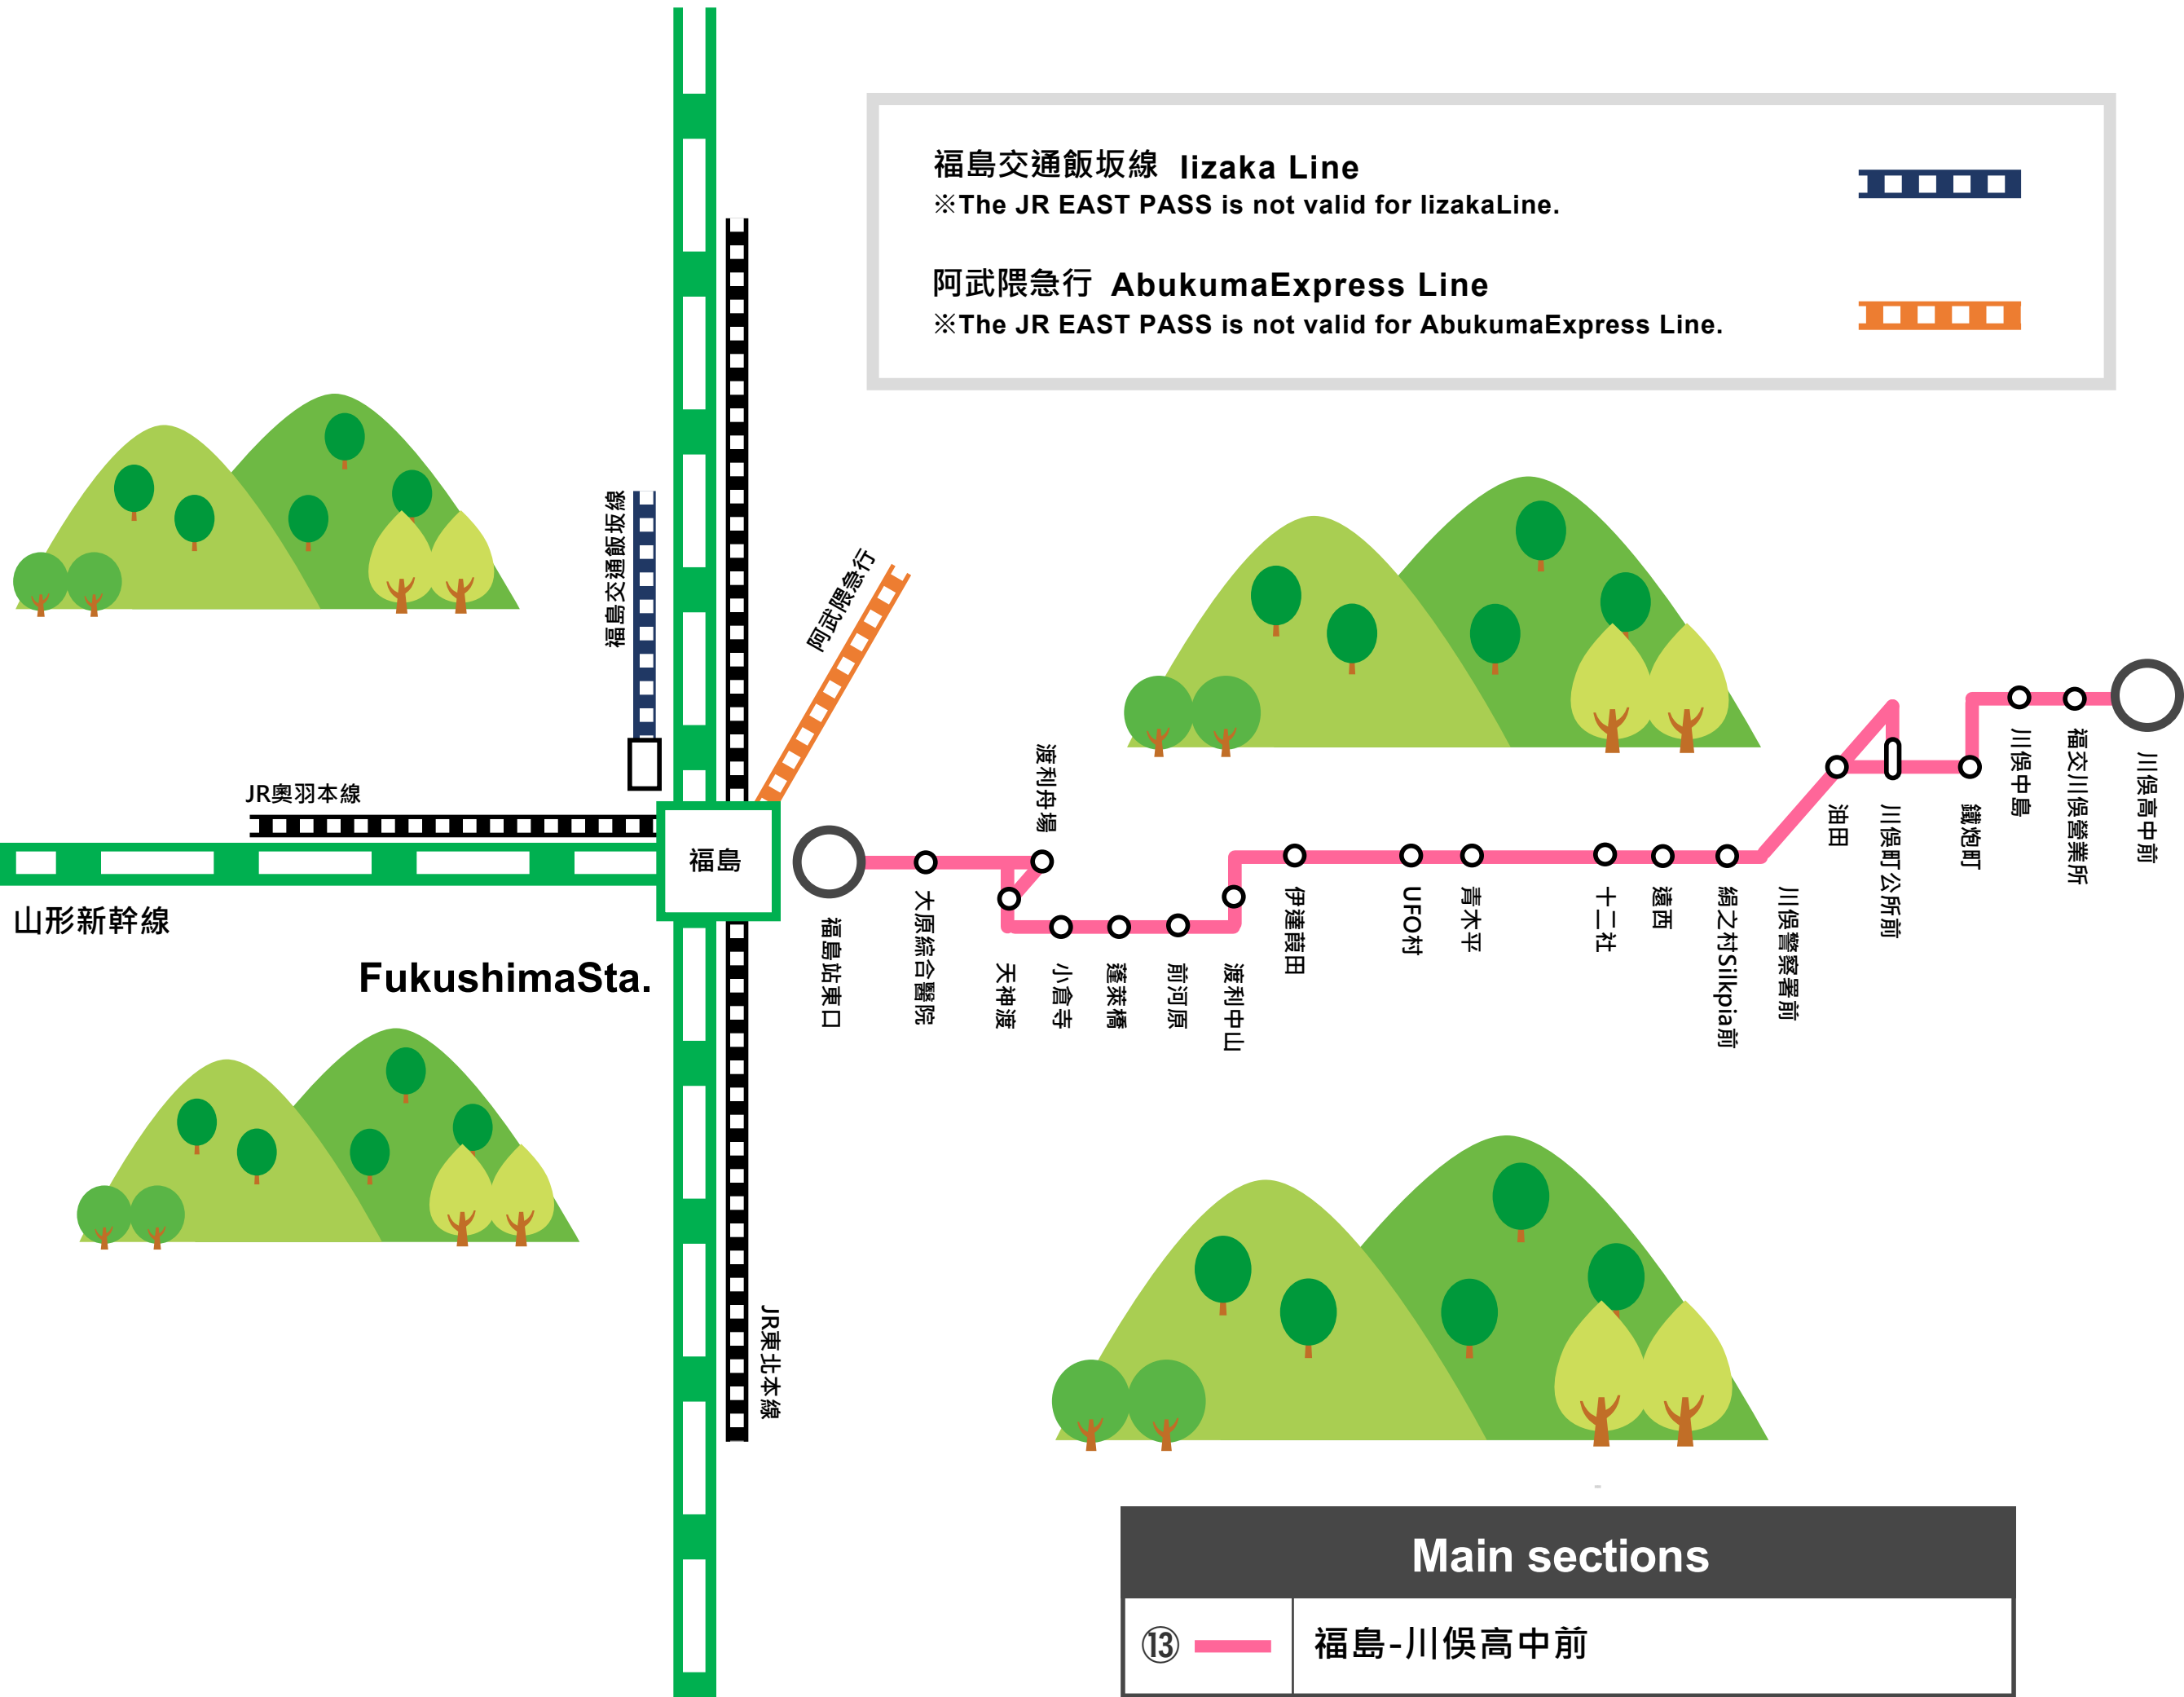 福島交通飯坂線 Iizaka Line
※The JR EAST PASS is not valid for IizakaLine.
阿武隈急行 AbukumaExpress Line
※The JR EAST PASS is not valid for AbukumaExpress Line.
福島交通飯坂線
阿武隈急行
JR奧羽本線
山形新幹線
福島
FukushimaSta.
JR東北本線
福島站東口
大原綜合醫院
渡利舟場
天神渡
小倉寺
蓬萊橋
前河原
渡利中山
伊達葭田
UFO村
青木平
十二社
遠西
絹之村Silkpia前
川俣警察署前
油田
川俁町公所前
鐵炮町
川俁中島
福交川俁營業所
川俁高中前
Main sections
⑬
福島-川俁高中前